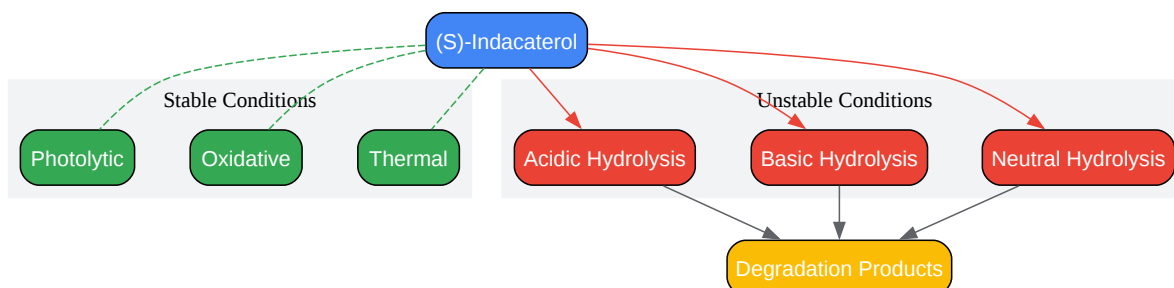 (S)-Indacaterol
Stable Conditions
Unstable Conditions
Photolytic
Oxidative
Thermal
Acidic Hydrolysis
Basic Hydrolysis
Neutral Hydrolysis
Degradation Products